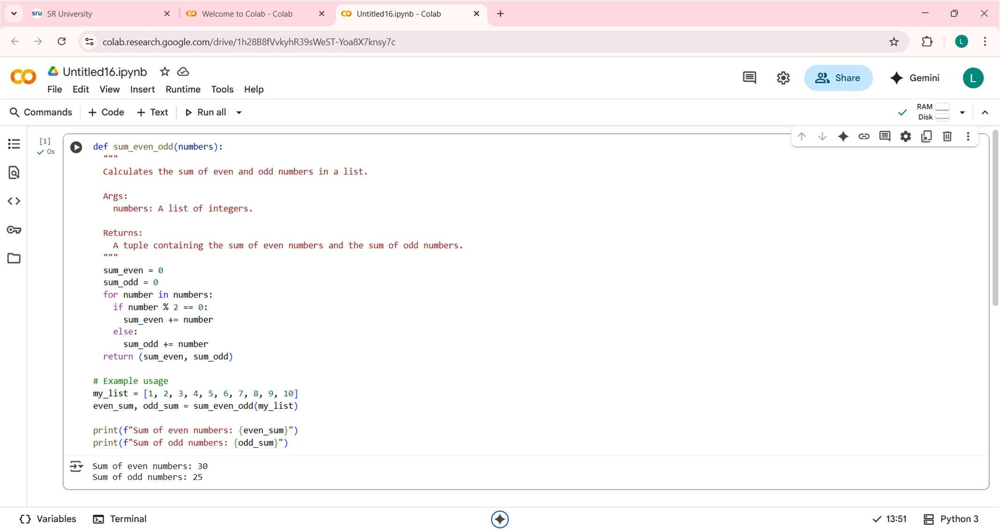 sru SR University
Welcome to Colab - Colab
Untitled16.ipynb - Colab
colab.research.google.com/drive/1h28B8fVvkyhR39sWeST-Yoa8X7knsy7c
L
Untitled16.ipynb
File Edit View Insert Runtime Tools Help
Share
Gemini
L
Commands + Code + Text Run all
RAM
Disk
[1]
0s
def sum_even_odd(numbers):
"""
Calculates the sum of even and odd numbers in a list.
Args:
numbers: A list of integers.
Returns:
A tuple containing the sum of even numbers and the sum of odd numbers.
"""
sum_even = 0
sum_odd = 0
for number in numbers:
if number % 2 == 0:
sum_even += number
else:
sum_odd += number
return (sum_even, sum_odd)
# Example usage
my_list = [1, 2, 3, 4, 5, 6, 7, 8, 9, 10]
even_sum, odd_sum = sum_even_odd(my_list)
print(f"Sum of even numbers: {even_sum}")
print(f"Sum of odd numbers: {odd_sum}")
Sum of even numbers: 30
Sum of odd numbers: 25
{} Variables Terminal
13:51 Python 3